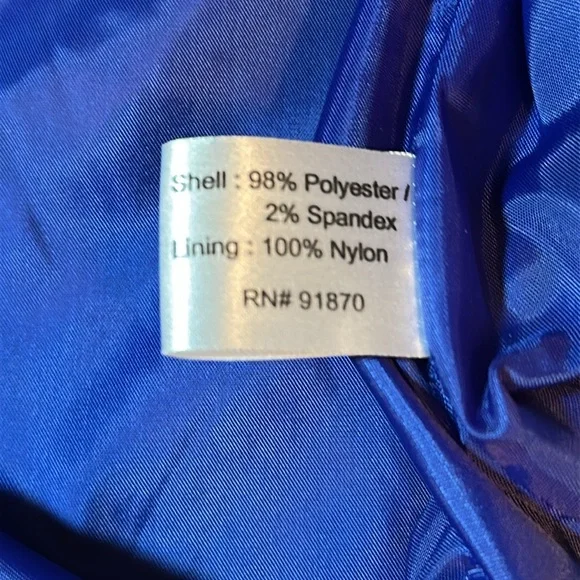 Shell : 98% Polyester /
2% Spandex
Lining : 100% Nylon
RN# 91870